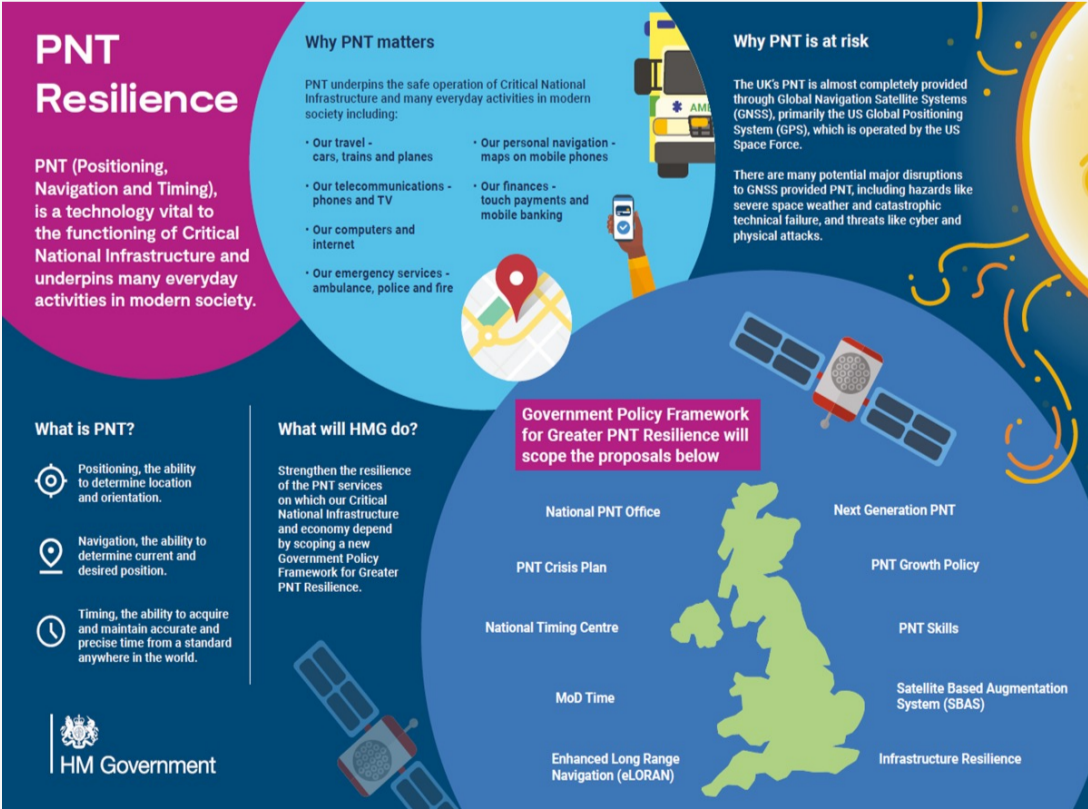 PNT
Resilience
PNT (Positioning,
Navigation and Timing),
is a technology vital to
the functioning of Critical
National Infrastructure and
underpins many everyday
activities in modern society.
Why PNT matters
PNT underpins the safe operation of Critical National
Infrastructure and many everyday activities in modern
society including:
· Our travel -
cars, trains and planes
· Our telecommunications -
phones and TV
· Our computers and
internet
· Our emergency services -
ambulance, police and fire
· Our personal navigation -
maps on mobile phones
· Our finances -
touch payments and
mobile banking
AM
Why PNT is at risk
The UK's PNT is almost completely provided
through Global Navigation Satellite Systems
(GNSS), primarily the US Global Positioning
System (GPS), which is operated by the US
Space Force.
There are many potential major disruptions
to GNSS provided PNT, including hazards like
severe space weather and catastrophic
technical failure, and threats like cyber and
physical attacks.
What is PNT?
Positioning, the ability
to determine location
and orientation.
Navigation, the ability to
determine current and
desired position.
Timing, the ability to acquire
and maintain accurate and
precise time from a standard
anywhere in the world.
What will HMG do?
Strengthen the resilience
of the PNT services
on which our Critical
National Infrastructure
and economy depend
by scoping a new
Government Policy
Framework for Greater
PNT Resilience.
Government Policy Framework
for Greater PNT Resilience will
scope the proposals below
National PNT Office
PNT Crisis Plan
National Timing Centre
MoD Time
Enhanced Long Range
Navigation (eLORAN)
Next Generation PNT
PNT Growth Policy
PNT Skills
Satellite Based Augmentation
System (SBAS)
Infrastructure Resilience
HM Government